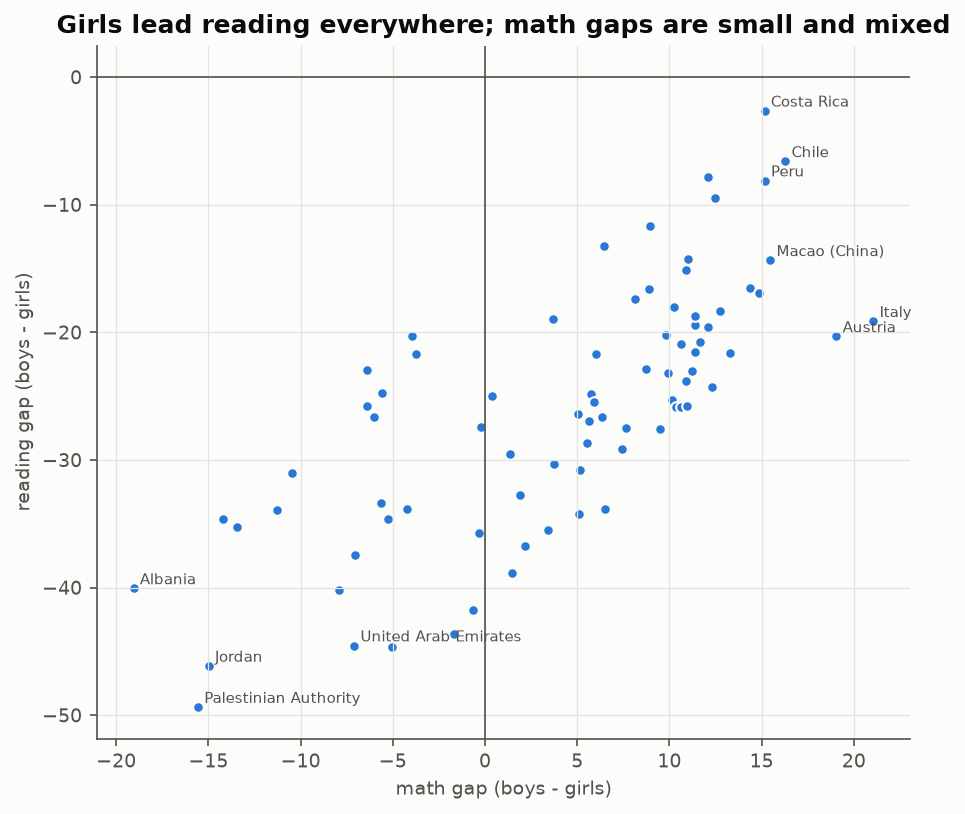 Girls lead reading everywhere; math gaps are small and mixed
0
Costa Rica
Chile
Peru
−10
Macao (China)
Italy
Austria
−20
reading gap (boys - girls)
−30
Albania
−40
United Arab Emirates
Jordan
Palestinian Authority
−50
−20 −15 −10 −5 0 5 10 15 20
math gap (boys - girls)